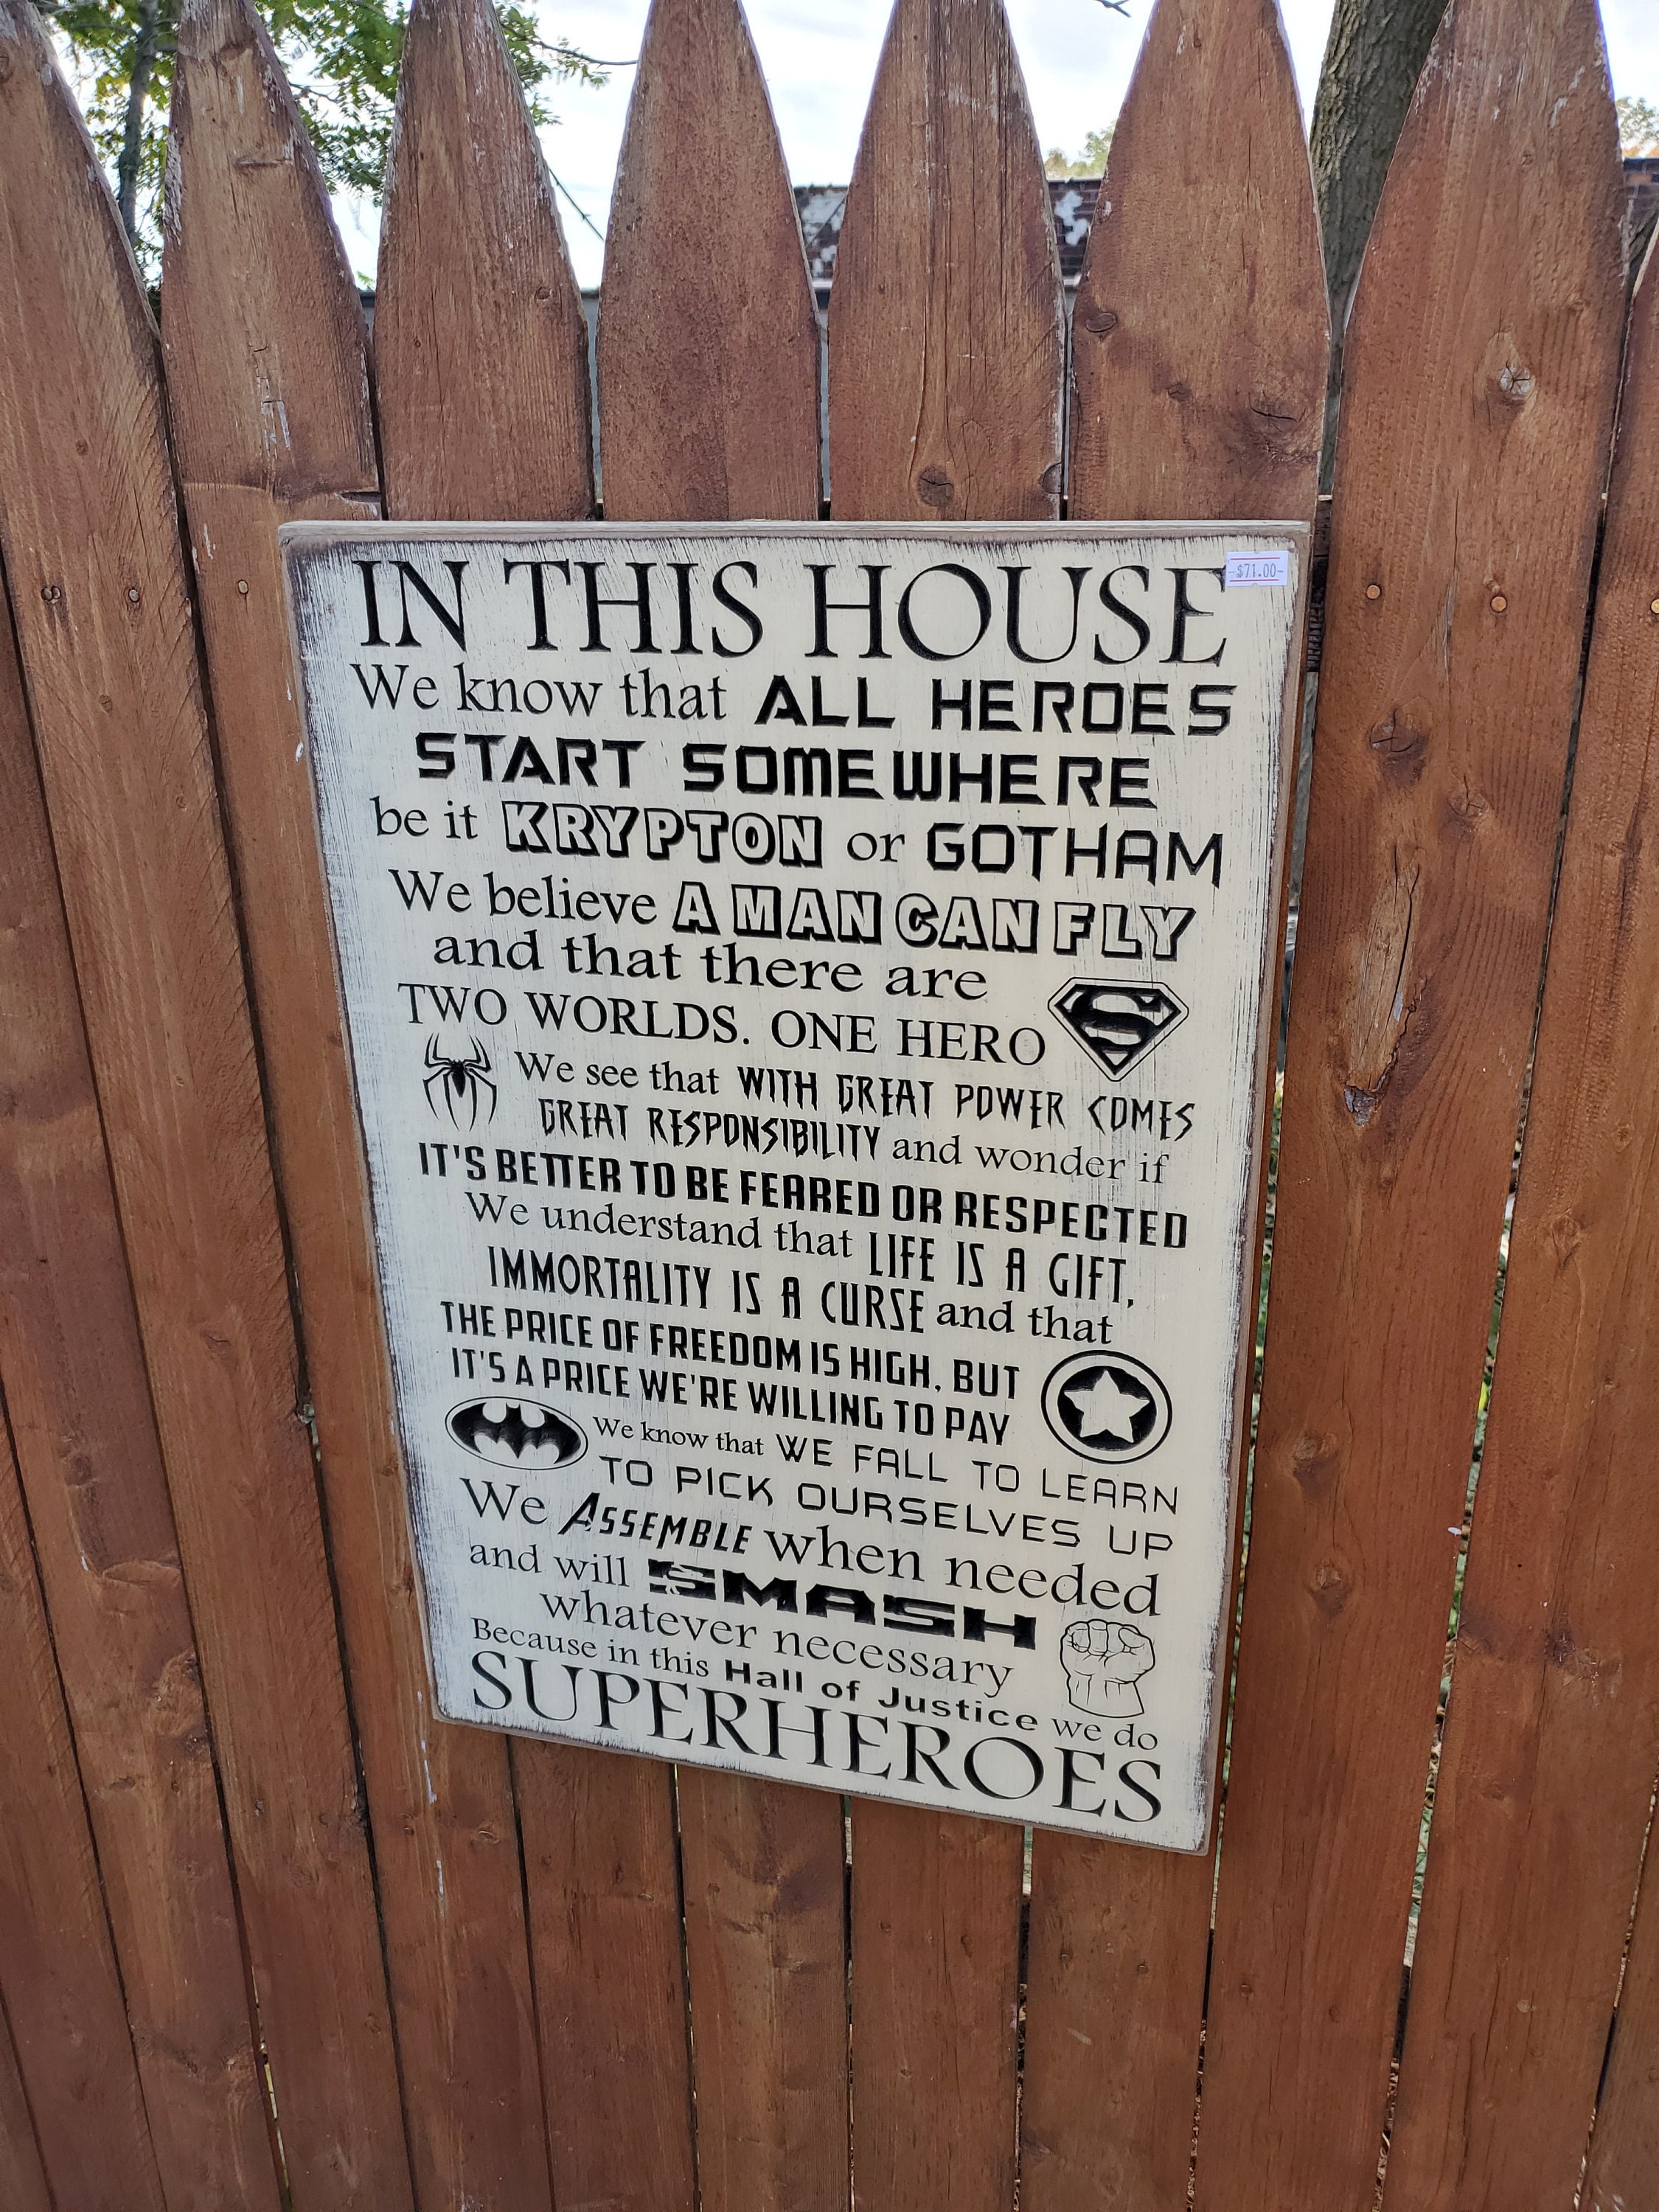 -$71.00-
IN THIS HOUSE
We know that ALL HEROES
START SOMEWHERE
be it KRYPTON or GOTHAM
We believe A MAN CAN FLY
and that there are
TWO WORLDS. ONE HERO
We see that WITH GREAT POWER COMES
GREAT RESPONSIBILITY and wonder if
IT'S BETTER TO BE FEARED OR RESPECTED
We understand that LIFE IS A GIFT,
IMMORTALITY IS A CURSE and that
THE PRICE OF FREEDOM IS HIGH, BUT
IT'S A PRICE WE'RE WILLING TO PAY
We know that WE FALL TO LEARN
TO PICK OURSELVES UP
We ASSEMBLE when needed
and will SMASH
whatever necessary
Because in this Hall of Justice we do
SUPERHEROES